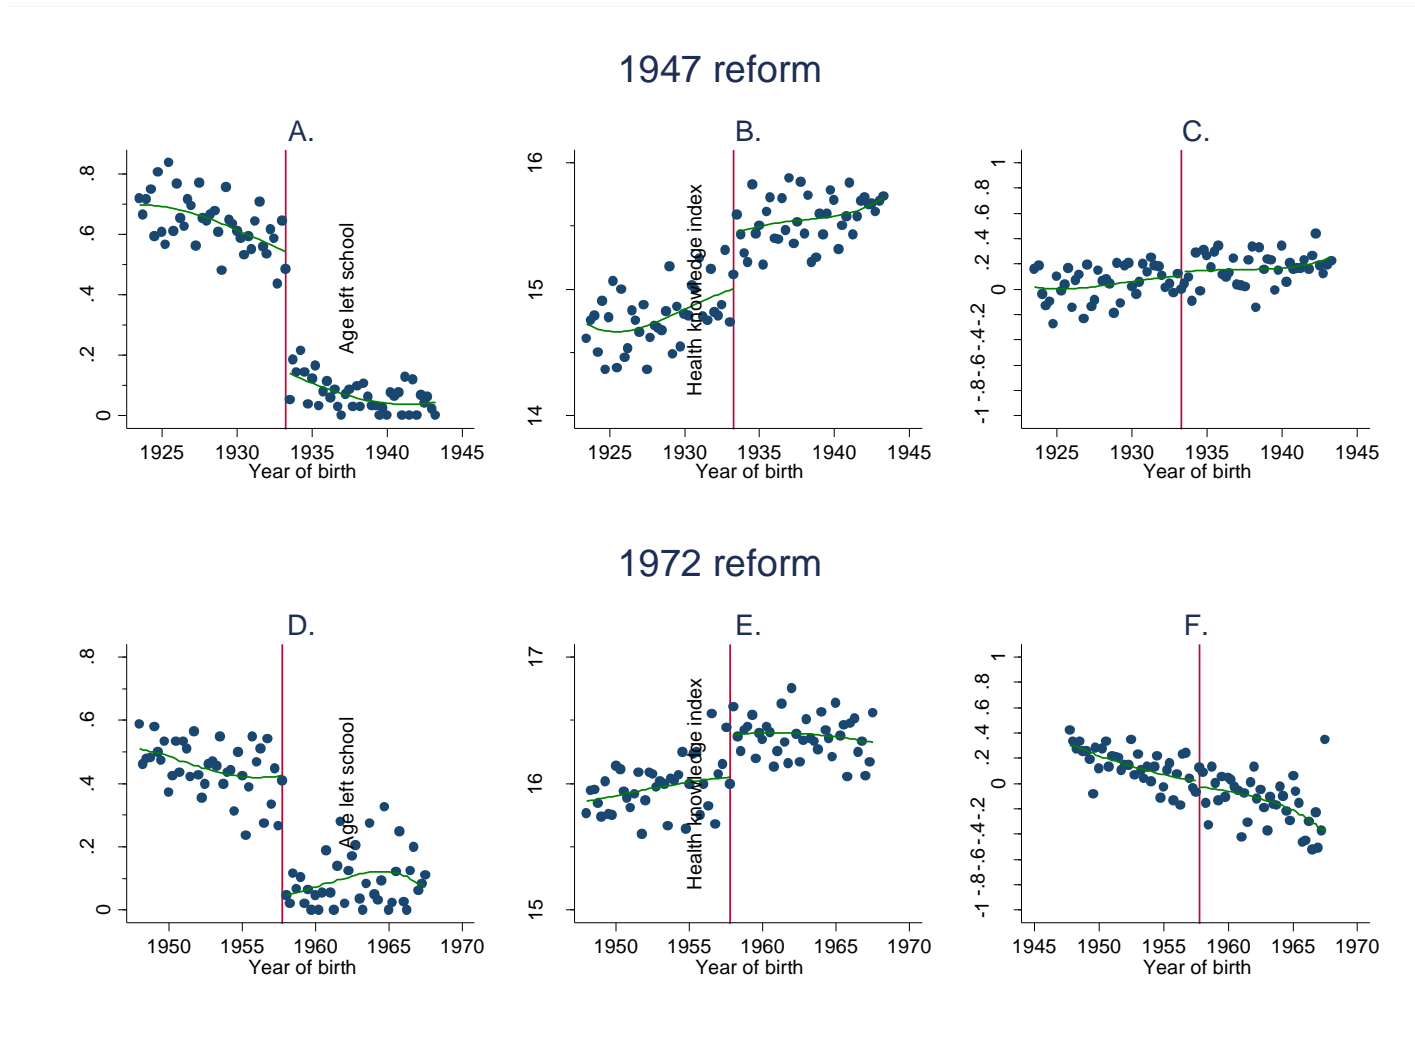 1947 reform
A.
B.
C.
.8
.6
.4
.2
0
Age left school
1925 1930 1935 1940 1945
Year of birth
16
15
14
Health knowledge index
1925 1930 1935 1940 1945
Year of birth
1
.8
.6
.4
.2
0
-.2
-.4
-.6
-.8
-1
1925 1930 1935 1940 1945
Year of birth
1972 reform
D.
E.
F.
.8
.6
.4
.2
0
Age left school
1950 1955 1960 1965 1970
Year of birth
17
16
15
Health knowledge index
1950 1955 1960 1965 1970
Year of birth
1
.8
.6
.4
.2
0
-.2
-.4
-.6
-.8
-1
1945 1950 1955 1960 1965 1970
Year of birth